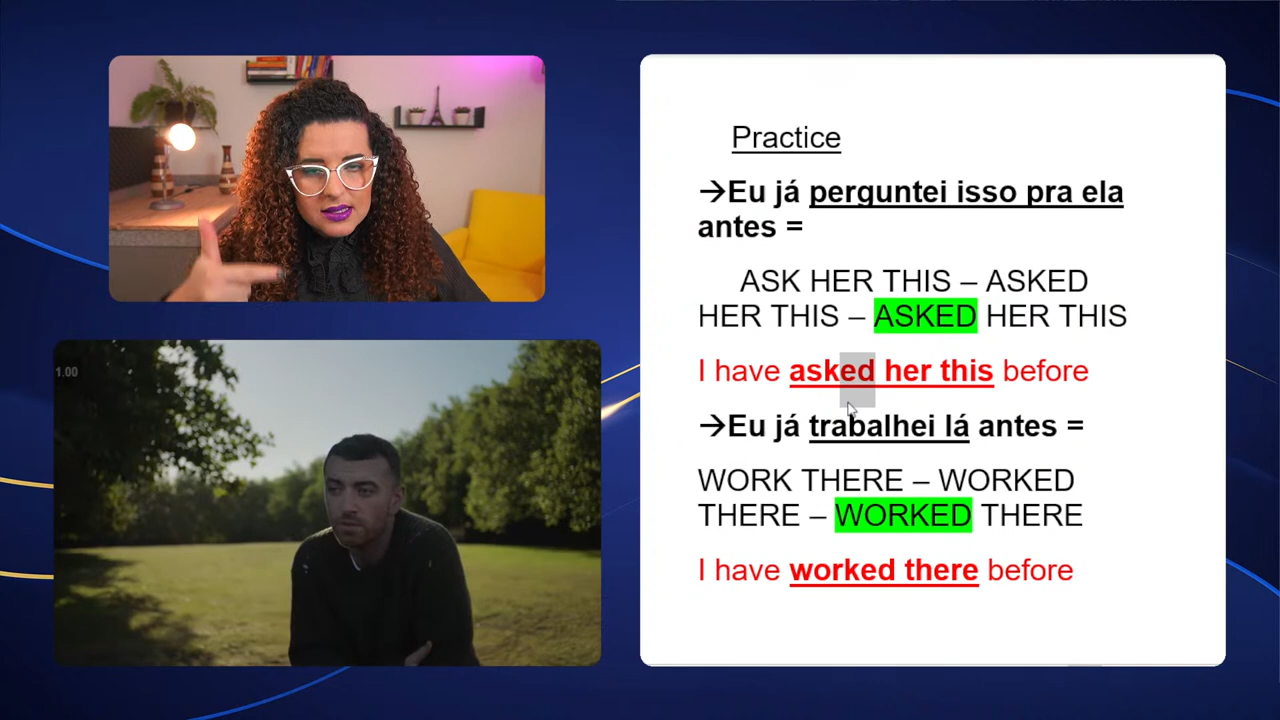 1.00
Practice
→Eu já perguntei isso pra ela
antes =
ASK HER THIS – ASKED
HER THIS – ASKED HER THIS
I have asked her this before
→Eu já trabalhei lá antes =
WORK THERE – WORKED
THERE – WORKED THERE
I have worked there before